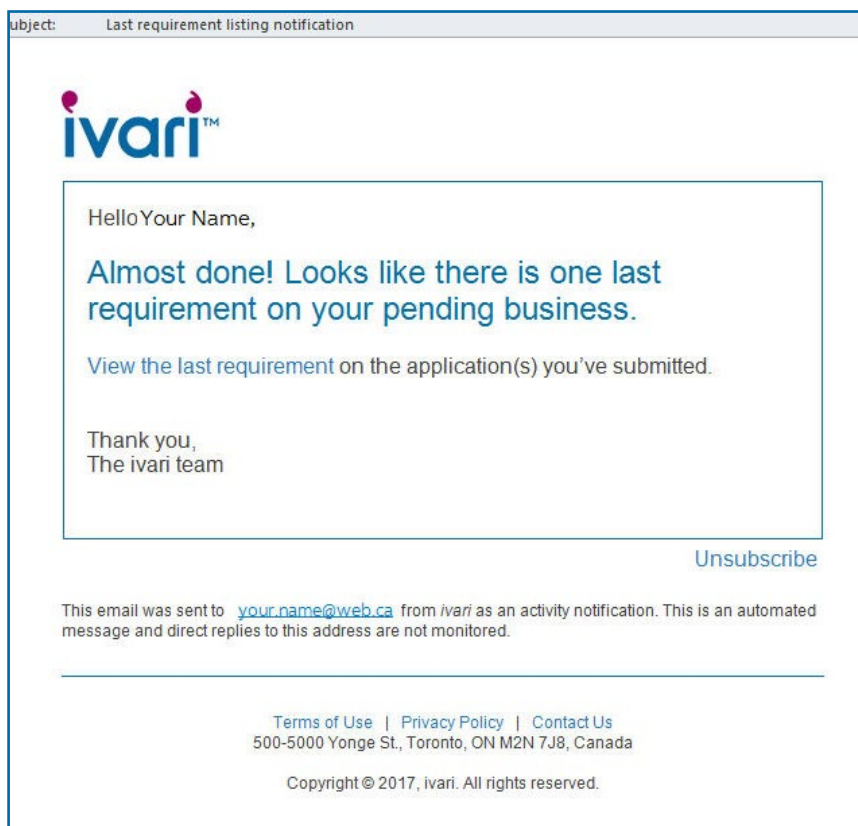 ubject: Last requirement listing notification
ivari™
Hello Your Name,
Almost done! Looks like there is one last
requirement on your pending business.
View the last requirement on the application(s) you've submitted.
Thank you,
The ivari team
Unsubscribe
This email was sent to your.name@web.ca from ivari as an activity notification. This is an automated
message and direct replies to this address are not monitored.
Terms of Use | Privacy Policy | Contact Us
500-5000 Yonge St., Toronto, ON M2N 7J8, Canada
Copyright © 2017, ivari. All rights reserved.